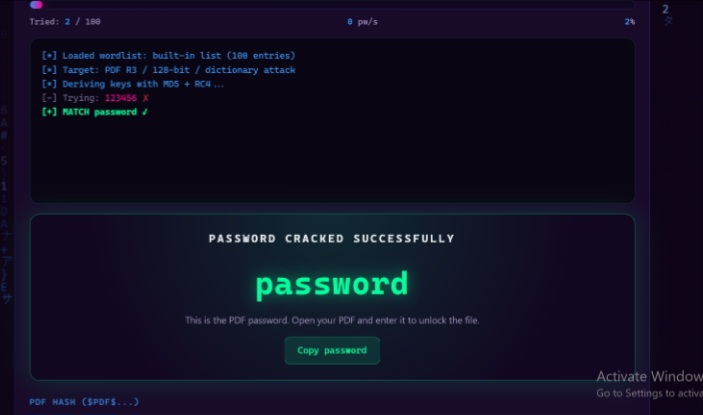 Tried: 2 / 100
0 pw/s
2%
[*] Loaded wordlist: built-in list (100 entries)
[*] Target: PDF R3 / 128-bit / dictionary attack
[*] Deriving keys with MD5 + RC4...
[-] Trying: 123456 ✗
[+] MATCH password ✓
PASSWORD CRACKED SUCCESSFULLY
password
This is the PDF password. Open your PDF and enter it to unlock the file.
Copy password
Activate Window
Go to Settings to activa
PDF HASH ($PDF$...)